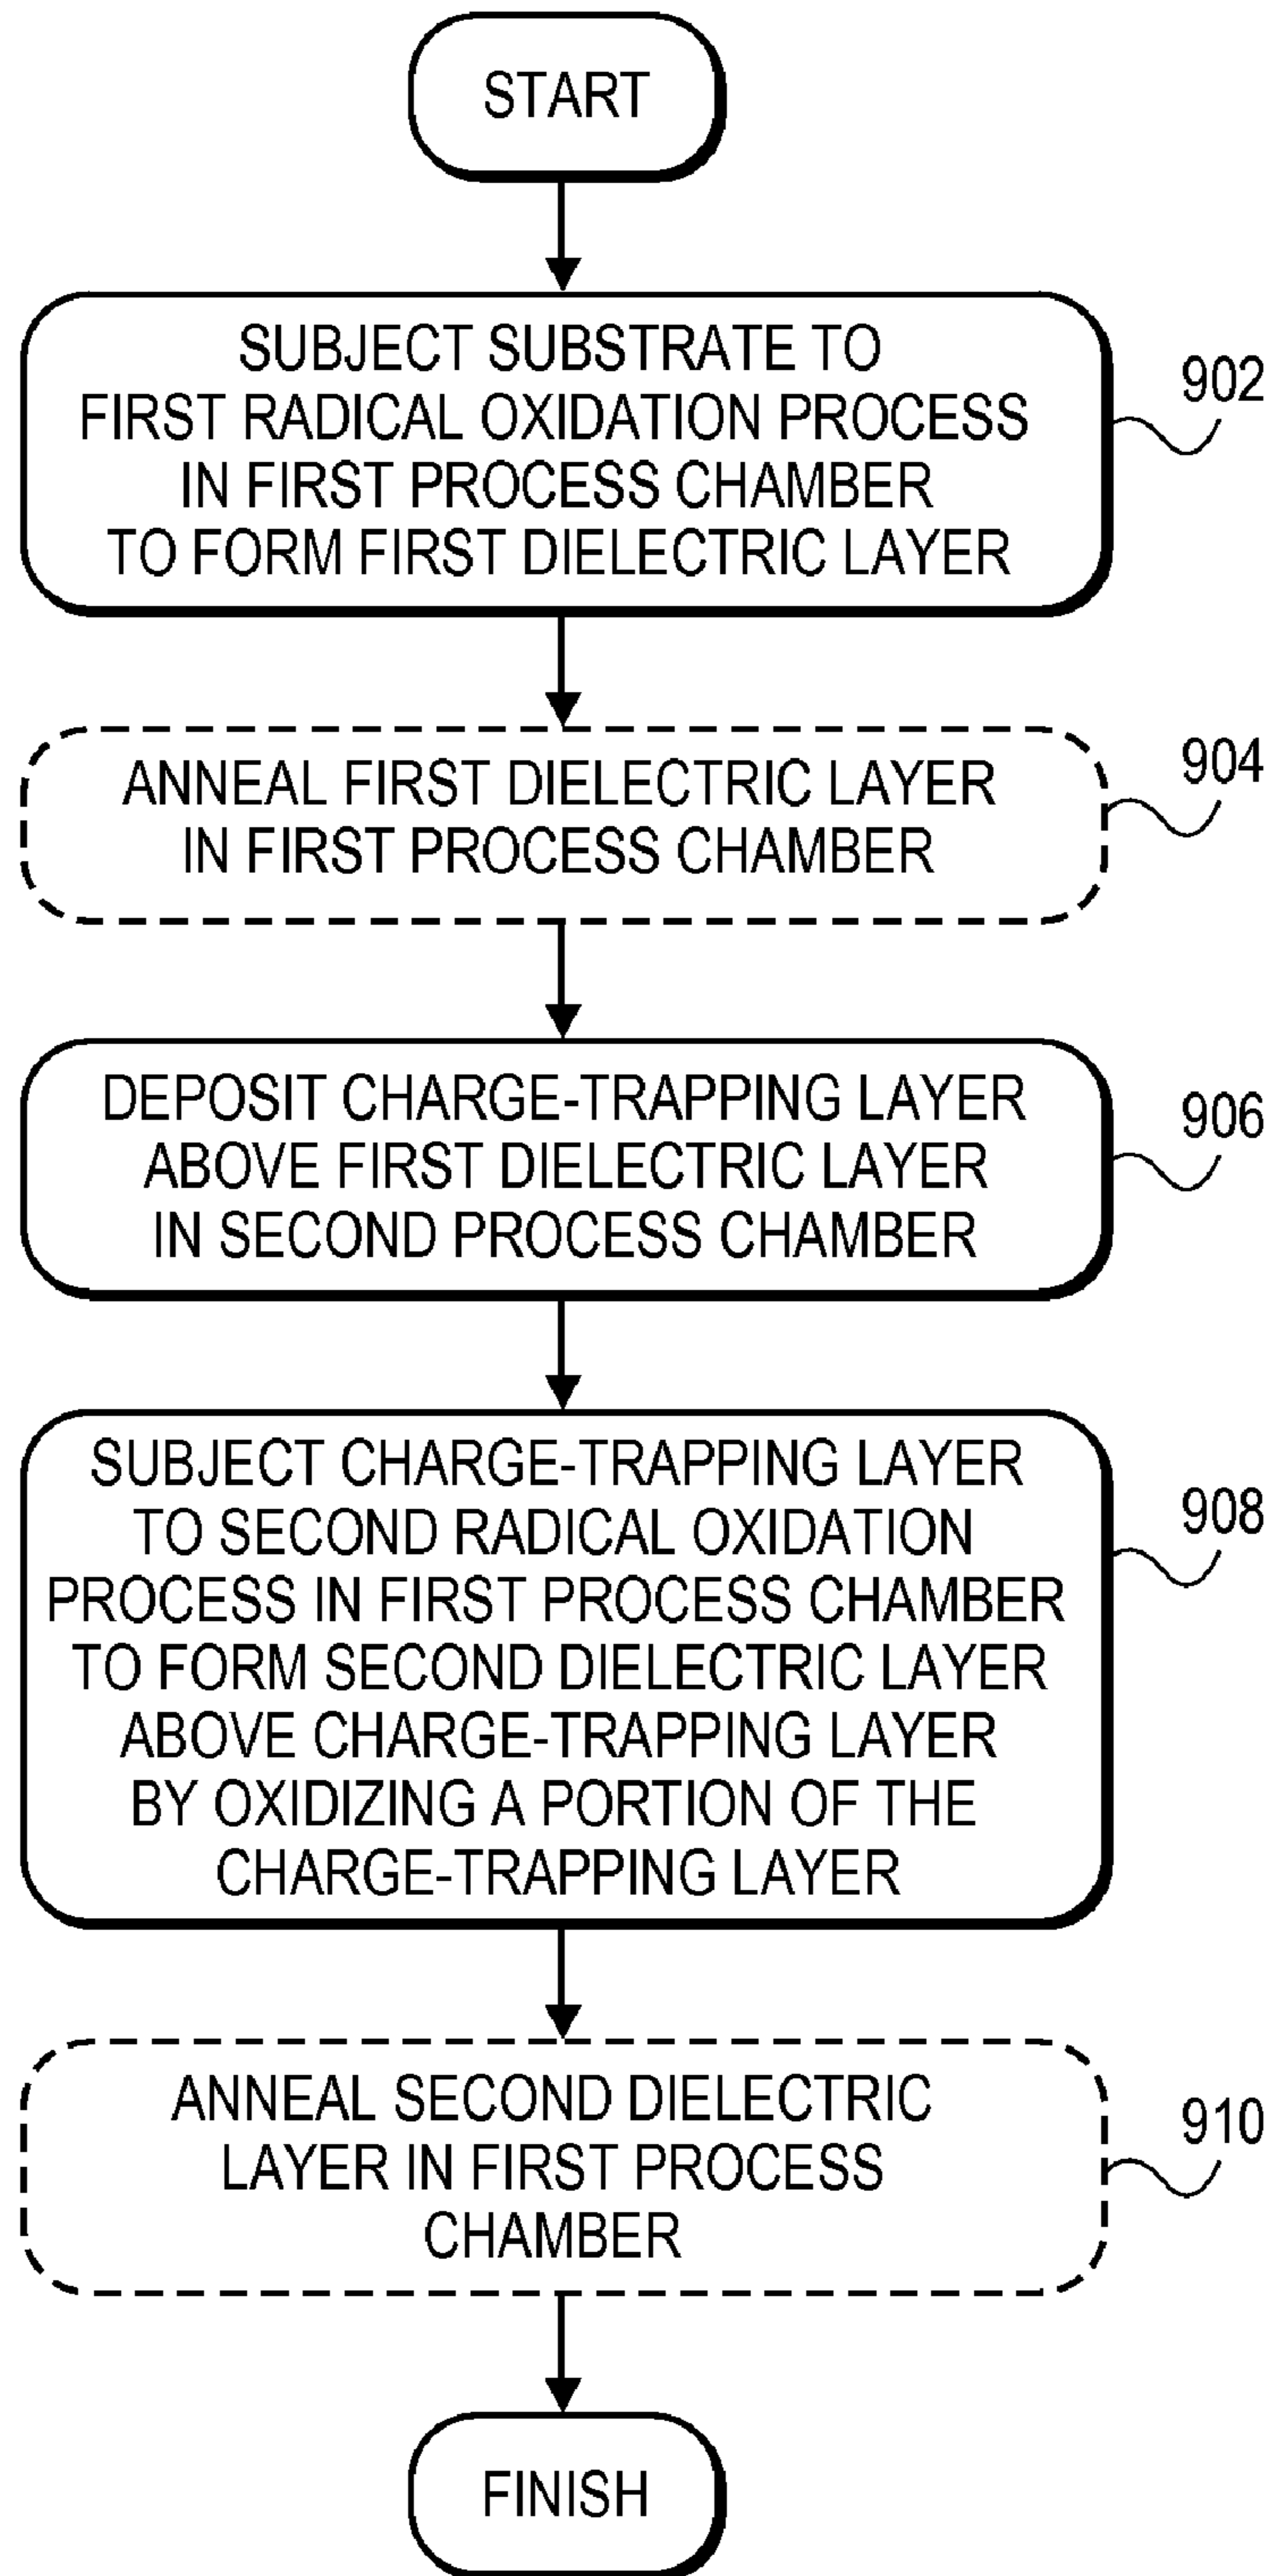 START
SUBJECT SUBSTRATE TO
FIRST RADICAL OXIDATION PROCESS
IN FIRST PROCESS CHAMBER
TO FORM FIRST DIELECTRIC LAYER
902
ANNEAL FIRST DIELECTRIC LAYER
IN FIRST PROCESS CHAMBER
904
DEPOSIT CHARGE-TRAPPING LAYER
ABOVE FIRST DIELECTRIC LAYER
IN SECOND PROCESS CHAMBER
906
SUBJECT CHARGE-TRAPPING LAYER
TO SECOND RADICAL OXIDATION
PROCESS IN FIRST PROCESS CHAMBER
TO FORM SECOND DIELECTRIC LAYER
ABOVE CHARGE-TRAPPING LAYER
BY OXIDIZING A PORTION OF THE
CHARGE-TRAPPING LAYER
908
ANNEAL SECOND DIELECTRIC
LAYER IN FIRST PROCESS
CHAMBER
910
FINISH